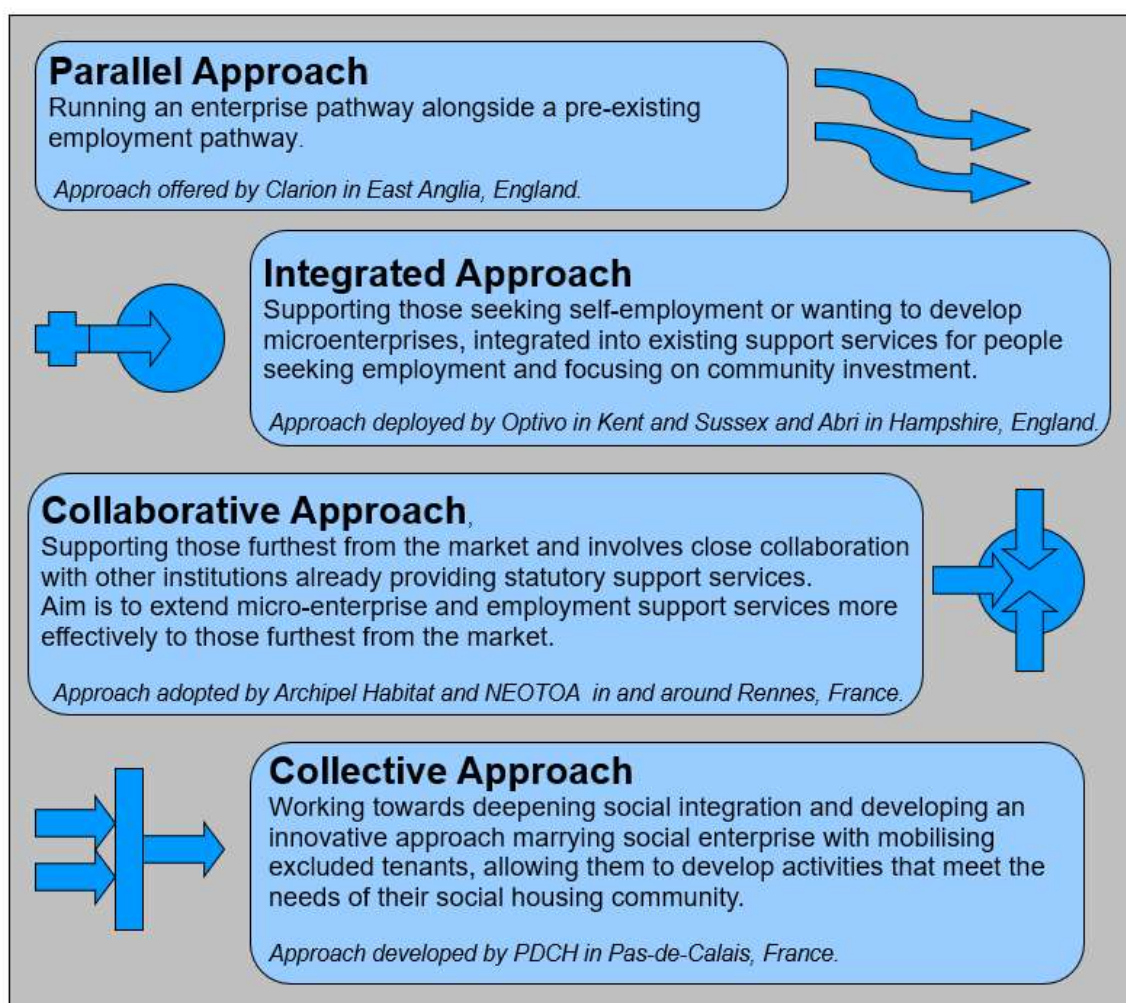 Parallel Approach
Running an enterprise pathway alongside a pre-existing
employment pathway.
Approach offered by Clarion in East Anglia, England.
Integrated Approach
Supporting those seeking self-employment or wanting to develop
microenterprises, integrated into existing support services for people
seeking employment and focusing on community investment.
Approach deployed by Optivo in Kent and Sussex and Abri in Hampshire, England.
Collaborative Approach,
Supporting those furthest from the market and involves close collaboration
with other institutions already providing statutory support services.
Aim is to extend micro-enterprise and employment support services more
effectively to those furthest from the market.
Approach adopted by Archipel Habitat and NEOTOA in and around Rennes, France.
Collective Approach
Working towards deepening social integration and developing an
innovative approach marrying social enterprise with mobilising
excluded tenants, allowing them to develop activities that meet the
needs of their social housing community.
Approach developed by PDCH in Pas-de-Calais, France.